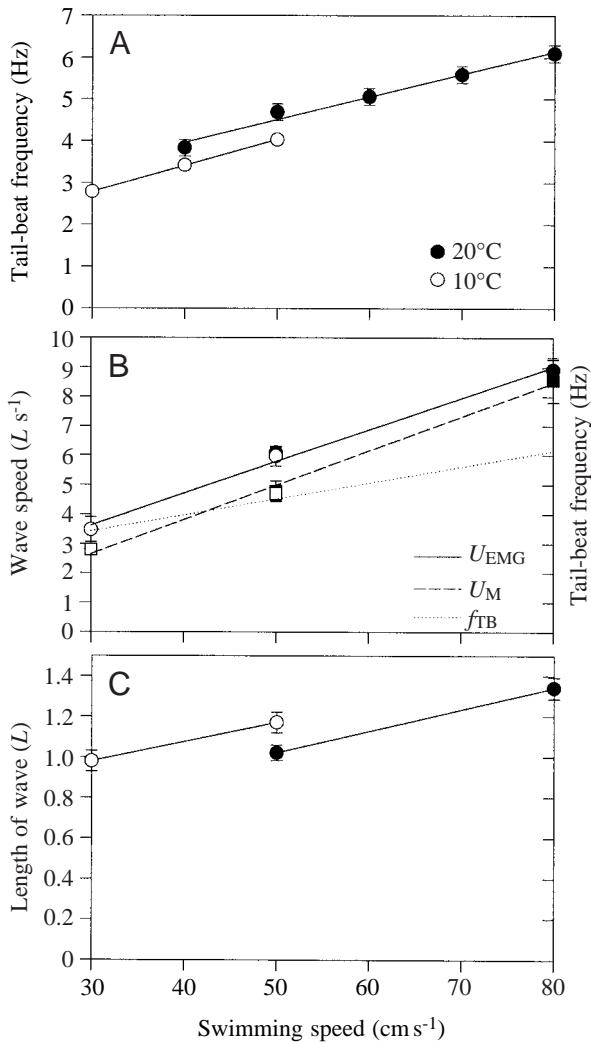 A
Tail-beat frequency (Hz)
7
6
5
4
3
2
1
0
20°C
10°C
B
Wave speed (L s-1)
10
9
8
7
6
5
4
3
2
1
0
UEMG
UM
fTB
Tail-beat frequency (Hz)
C
Length of wave (L)
1.4
1.2
1.0
0.8
0.6
0.4
0.2
0
30 40 50 60 70 80
Swimming speed (cm s-1)